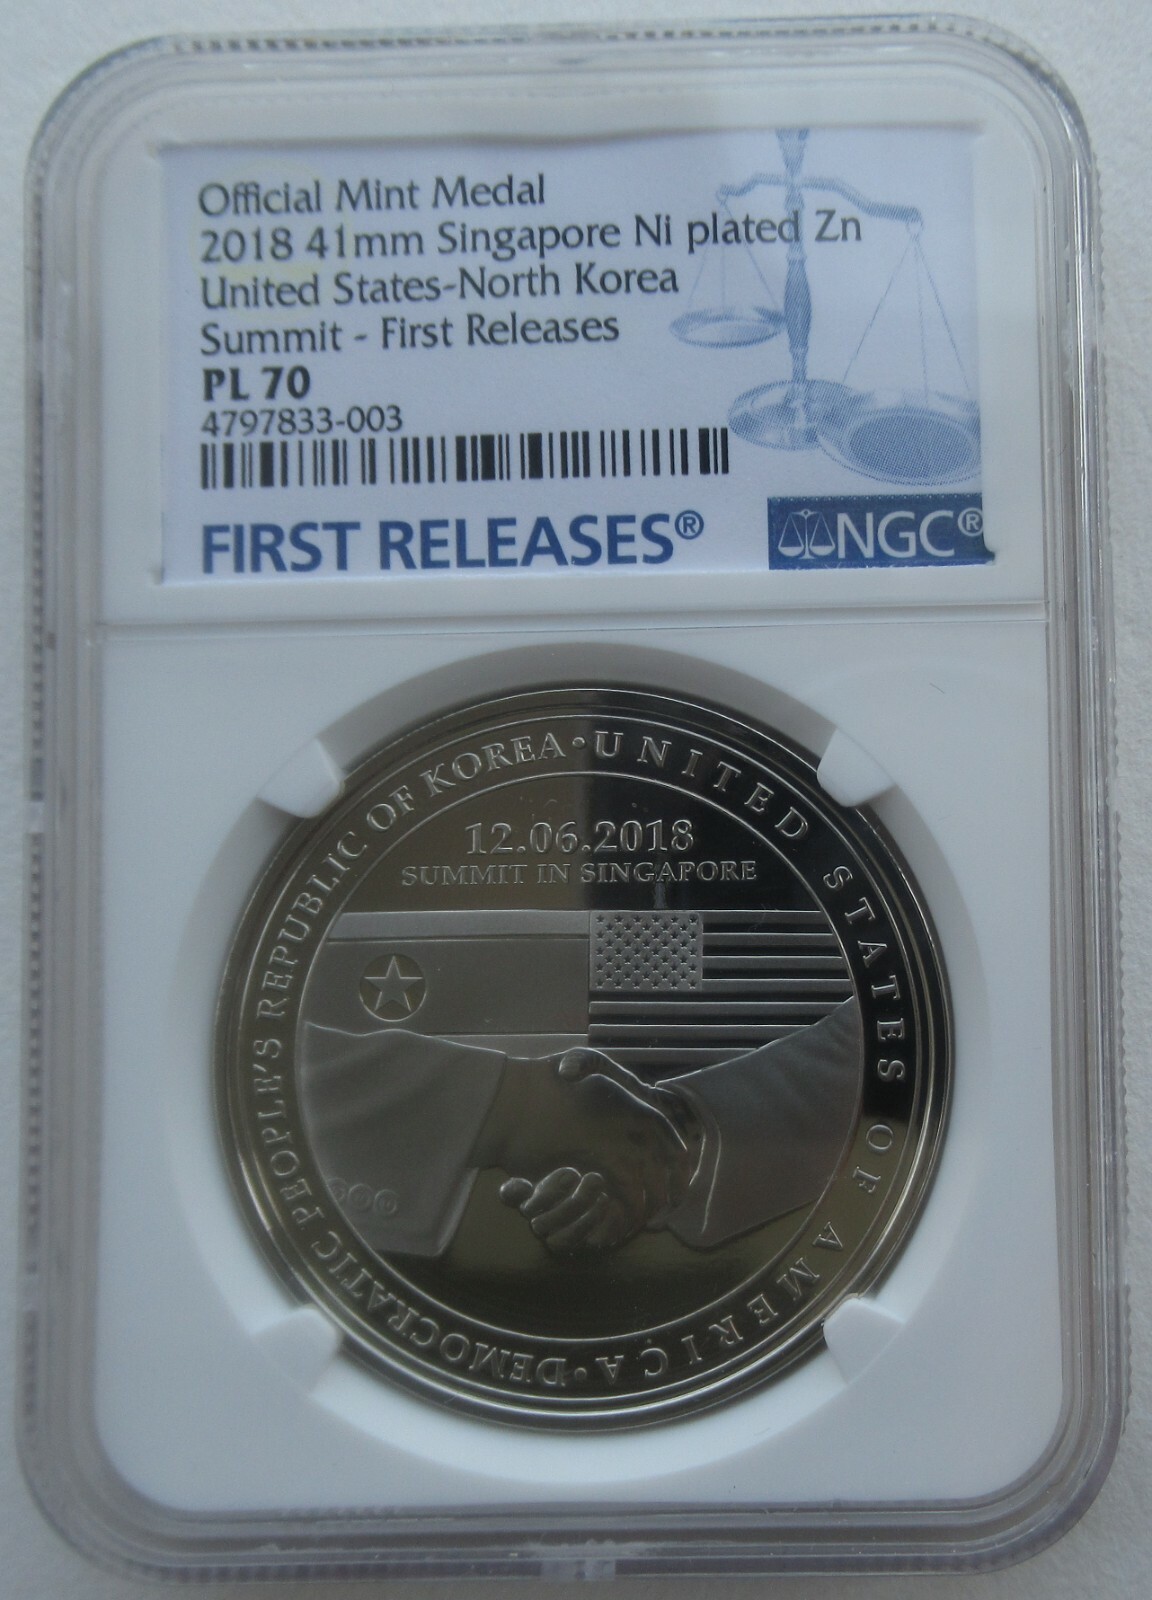 Official Mint Medal
2018 41mm Singapore Ni plated Zn
United States-North Korea
Summit - First Releases
PL 70
4797833-003
FIRST RELEASES®
NGC®
DEMOCRATIC PEOPLE'S REPUBLIC OF KOREA • UNITED STATES OF AMERICA •
12.06.2018
SUMMIT IN SINGAPORE